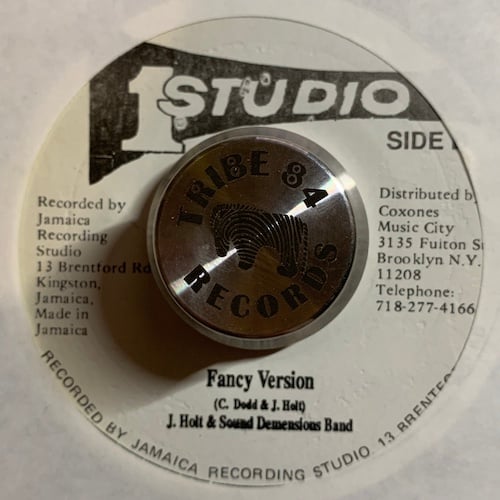 1 STUDIO
SIDE
Recorded by
Jamaica
Recording
Studio
13 Brentford Rd
Kingston,
Jamaica,
Made in
Jamaica
TRIBE 84
RECORDS
Distributed by
Coxones
Music City
3135 Fulton St
Brooklyn N.Y.
11208
Telephone:
718-277-4166
Fancy Version
(C. Dodd & J. Holt)
J. Holt & Sound Demensions Band
RECORDED BY JAMAICA RECORDING STUDIO 13 BRENTFO